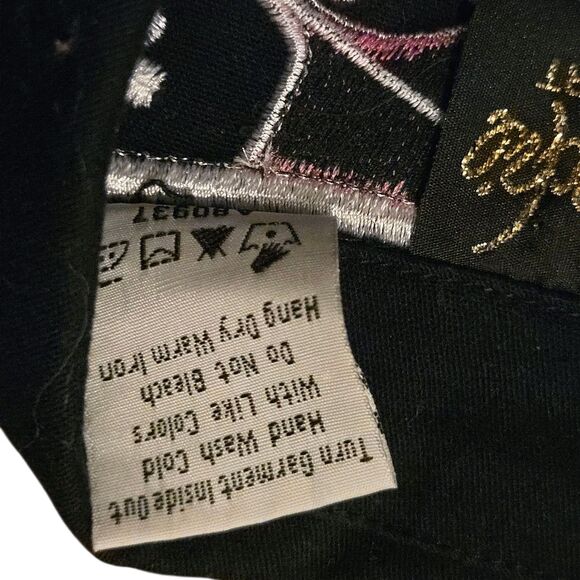 Turn Garment Inside Out
Hand Wash Cold
With Like Colors
Do Not Bleach
Hang Dry Warm Iron